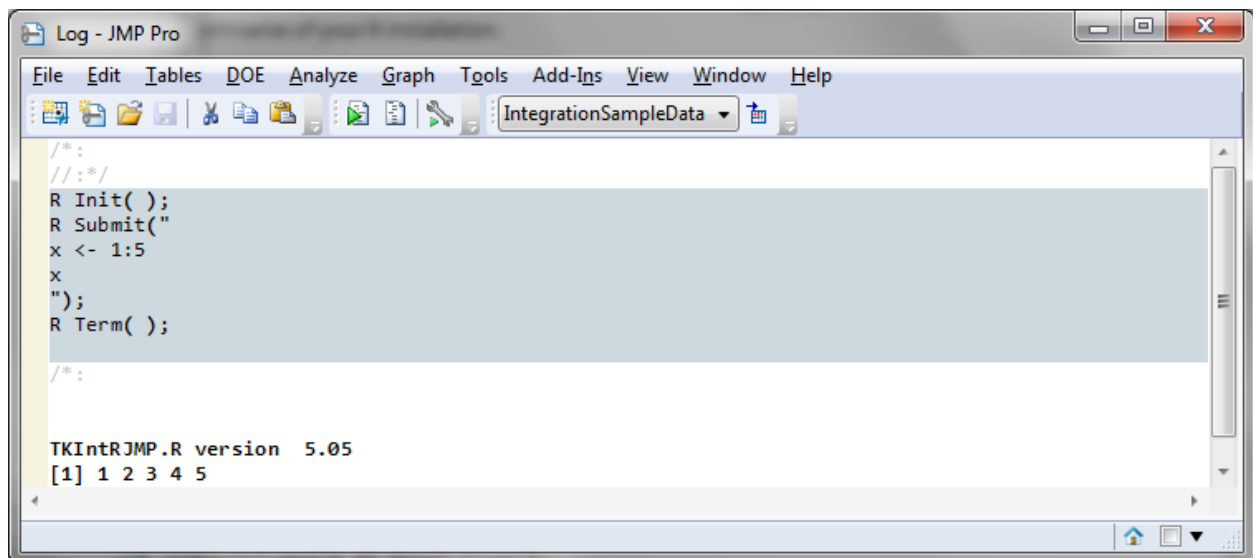 Log - JMP Pro
File Edit Tables DOE Analyze Graph Tools Add-Ins View Window Help
IntegrationSampleData
/*:
//:*/
R Init( );
R Submit("
x <- 1:5
x
");
R Term( );
/*:
TKIntRJMP.R version  5.05
[1] 1 2 3 4 5